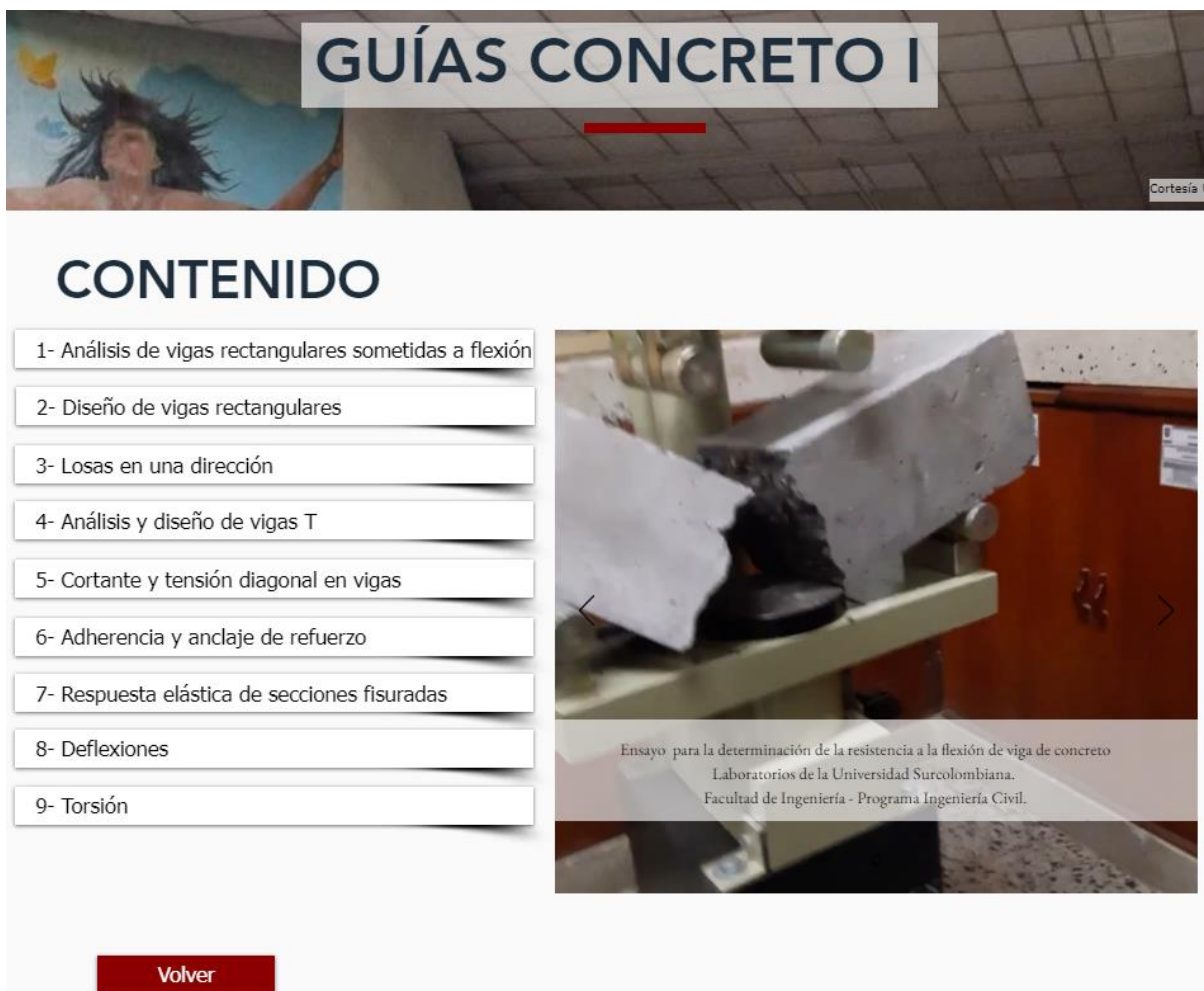 GUÍAS CONCRETO I
Cortesía
CONTENIDO
1- Análisis de vigas rectangulares sometidas a flexión
2- Diseño de vigas rectangulares
3- Losas en una dirección
4- Análisis y diseño de vigas T
5- Cortante y tensión diagonal en vigas
6- Adherencia y anclaje de refuerzo
7- Respuesta elástica de secciones fisuradas
8- Deflexiones
9- Torsión
Ensayo para la determinación de la resistencia a la flexión de viga de concreto
Laboratorios de la Universidad Surcolombiana.
Facultad de Ingeniería - Programa Ingeniería Civil.
Volver